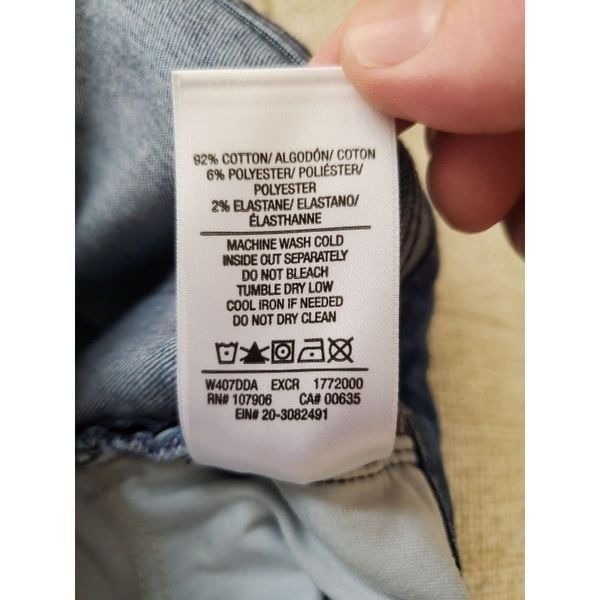 92% COTTON/ ALGODÓN/ COTON
6% POLYESTER/ POLIÉSTER/
POLYESTER
2% ELASTANE/ ELASTANO/
ÉLASTHANNE
MACHINE WASH COLD
INSIDE OUT SEPARATELY
DO NOT BLEACH
TUMBLE DRY LOW
COOL IRON IF NEEDED
DO NOT DRY CLEAN
W407DDA EXCR 1772000
RN# 107906 CA# 00635
EIN# 20-3082491